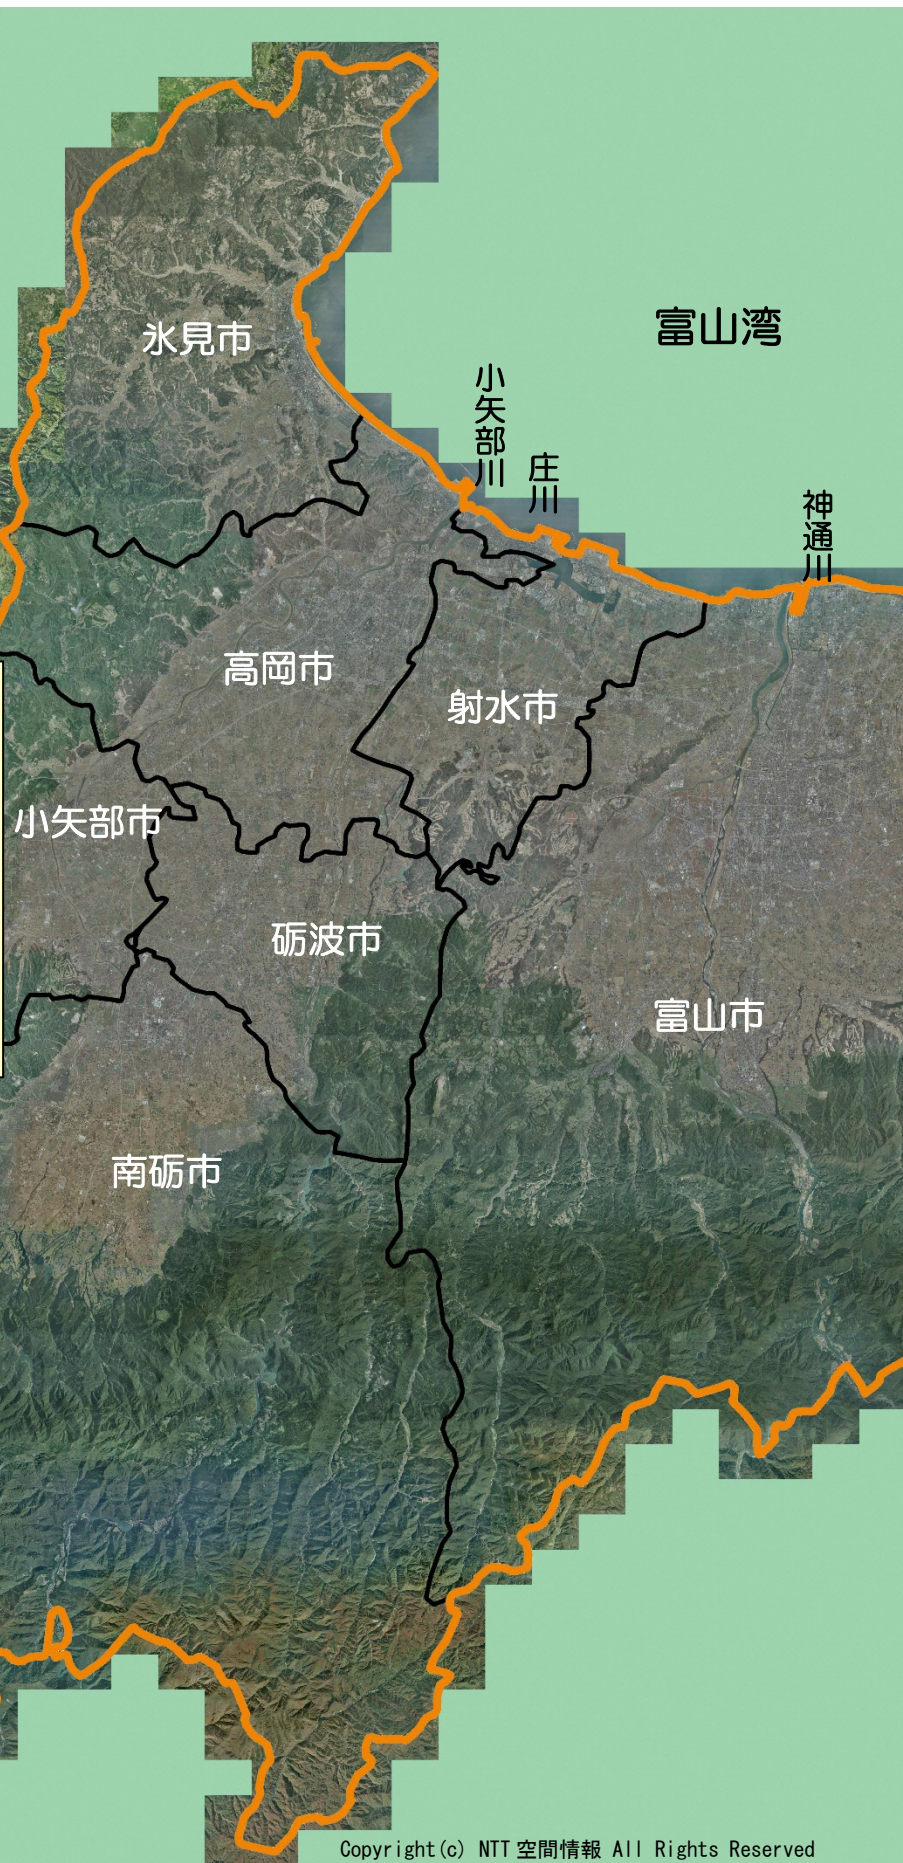 氷見市
富山湾
小矢部川
庄川
神通川
高岡市
射水市
小矢部市
砺波市
富山市
南砺市
Copyright(c) NTT空間情報 All Rights Reserved